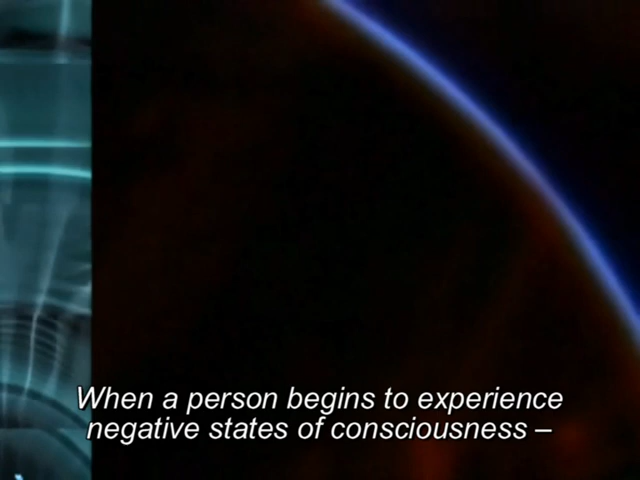 When a person begins to experience
negative states of consciousness –